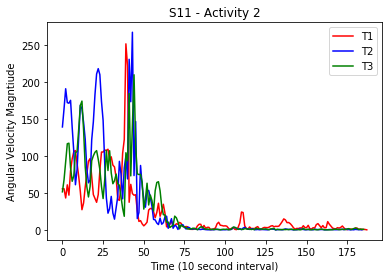 S11 - Activity 2
Angular Velocity Magntiude
250
200
150
100
50
0
T1
T2
T3
0 25 50 75 100 125 150 175
Time (10 second interval)